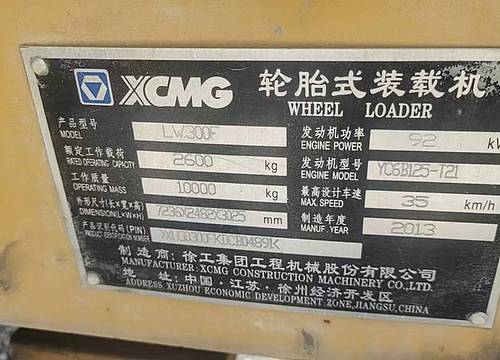 XCMG 轮胎式装载机
WHEEL LOADER
产品型号 LW300F 发动机功率 92 kW
MODEL ENGINE POWER
额定工作载荷 2600 kg 发动机型号 YC6B125-T21
RATED OPERATING CAPACITY ENGINE MODEL
工作质量 10000 kg 最高设计车速 35 km/h
OPERATING MASS MAX. SPEED
外形尺寸(长×宽×高) 7236X2482X3025 mm 制造年度 2013
DIMENSION(L×W×H) MANUF. YEAR
产品识别代码(PIN)
PRODUCT IDENTIFICATION NUMBER
制造商:徐工集团工程机械股份有限公司
MANUFACTURER: XCMG CONSTRUCTION MACHINERY CO.,LTD.
地址:中国·江苏·徐州经济开发区
ADDRESS XUZHOU ECONOMIC DEVELOPMENT ZONE,JIANGSU,CHINA